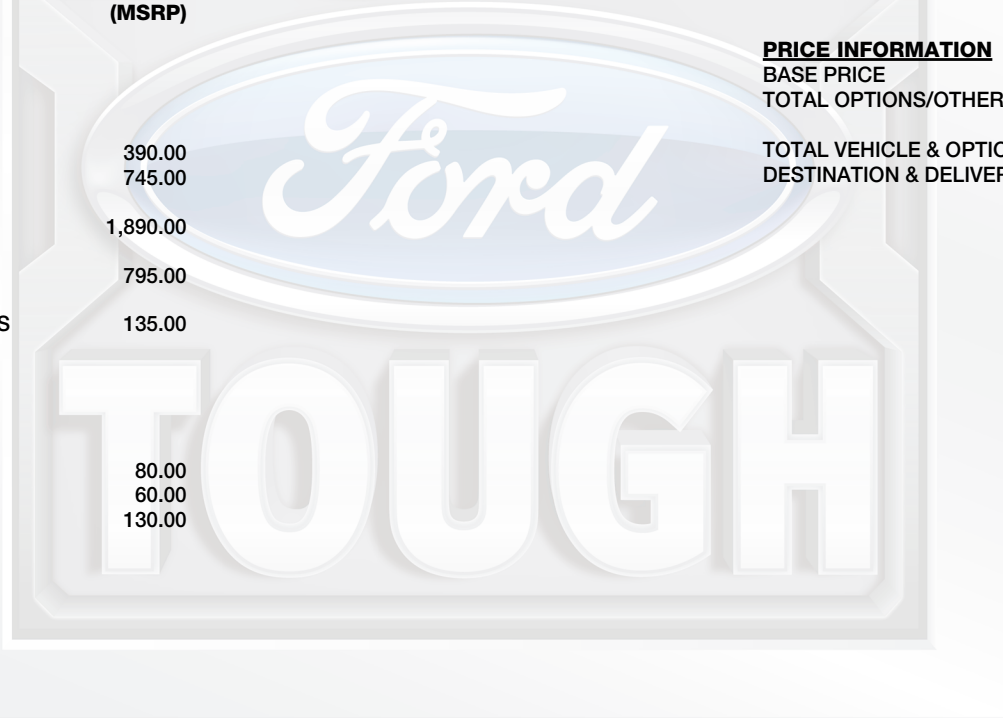 (MSRP)
PRICE INFORMATION
BASE PRICE
TOTAL OPTIONS/OTHER
390.00
TOTAL VEHICLE & OPTIO
745.00
DESTINATION & DELIVER
1,890.00
795.00
S
135.00
80.00
60.00
130.00
Ford
TOUGH